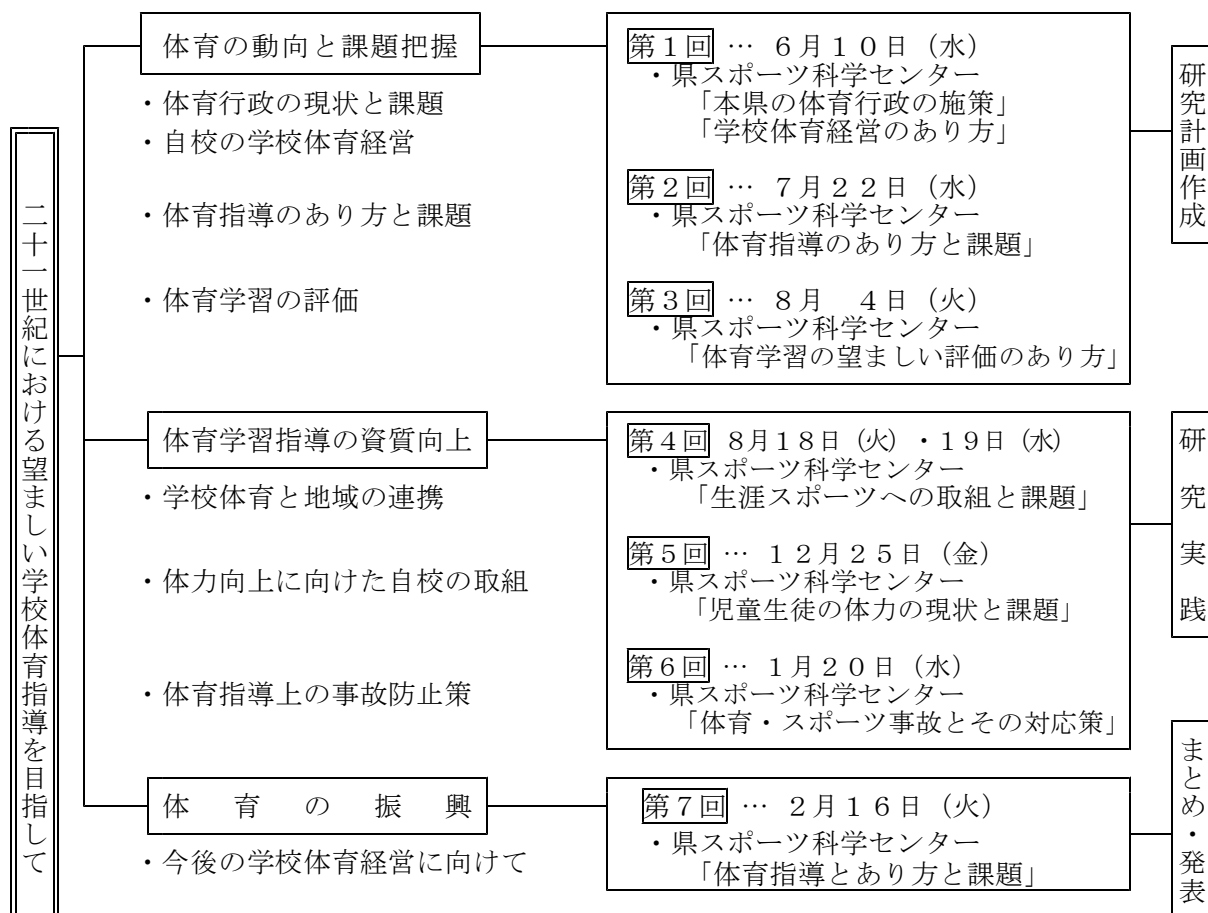 二十一世紀における望ましい学校体育指導を目指して
体育の動向と課題把握
・体育行政の現状と課題
・自校の学校体育経営
・体育指導のあり方と課題
・体育学習の評価
第１回 … ６月１０日（水）
・県スポーツ科学センター
「本県の体育行政の施策」
「学校体育経営のあり方」
第２回 … ７月２２日（水）
・県スポーツ科学センター
「体育指導のあり方と課題」
第３回 … ８月　４日（火）
・県スポーツ科学センター
「体育学習の望ましい評価のあり方」
研究計画作成
体育学習指導の資質向上
・学校体育と地域の連携
・体力向上に向けた自校の取組
・体育指導上の事故防止策
第４回 8月１８日（火）・１９日（水）
・県スポーツ科学センター
「生涯スポーツへの取組と課題」
第５回 … １２月２５日（金）
・県スポーツ科学センター
「児童生徒の体力の現状と課題」
第６回 … １月２０日（水）
・県スポーツ科学センター
「体育・スポーツ事故とその対応策」
研究実践
体育の振興
・今後の学校体育経営に向けて
第７回 … ２月１６日（火）
・県スポーツ科学センター
「体育指導とあり方と課題」
まとめ・発表